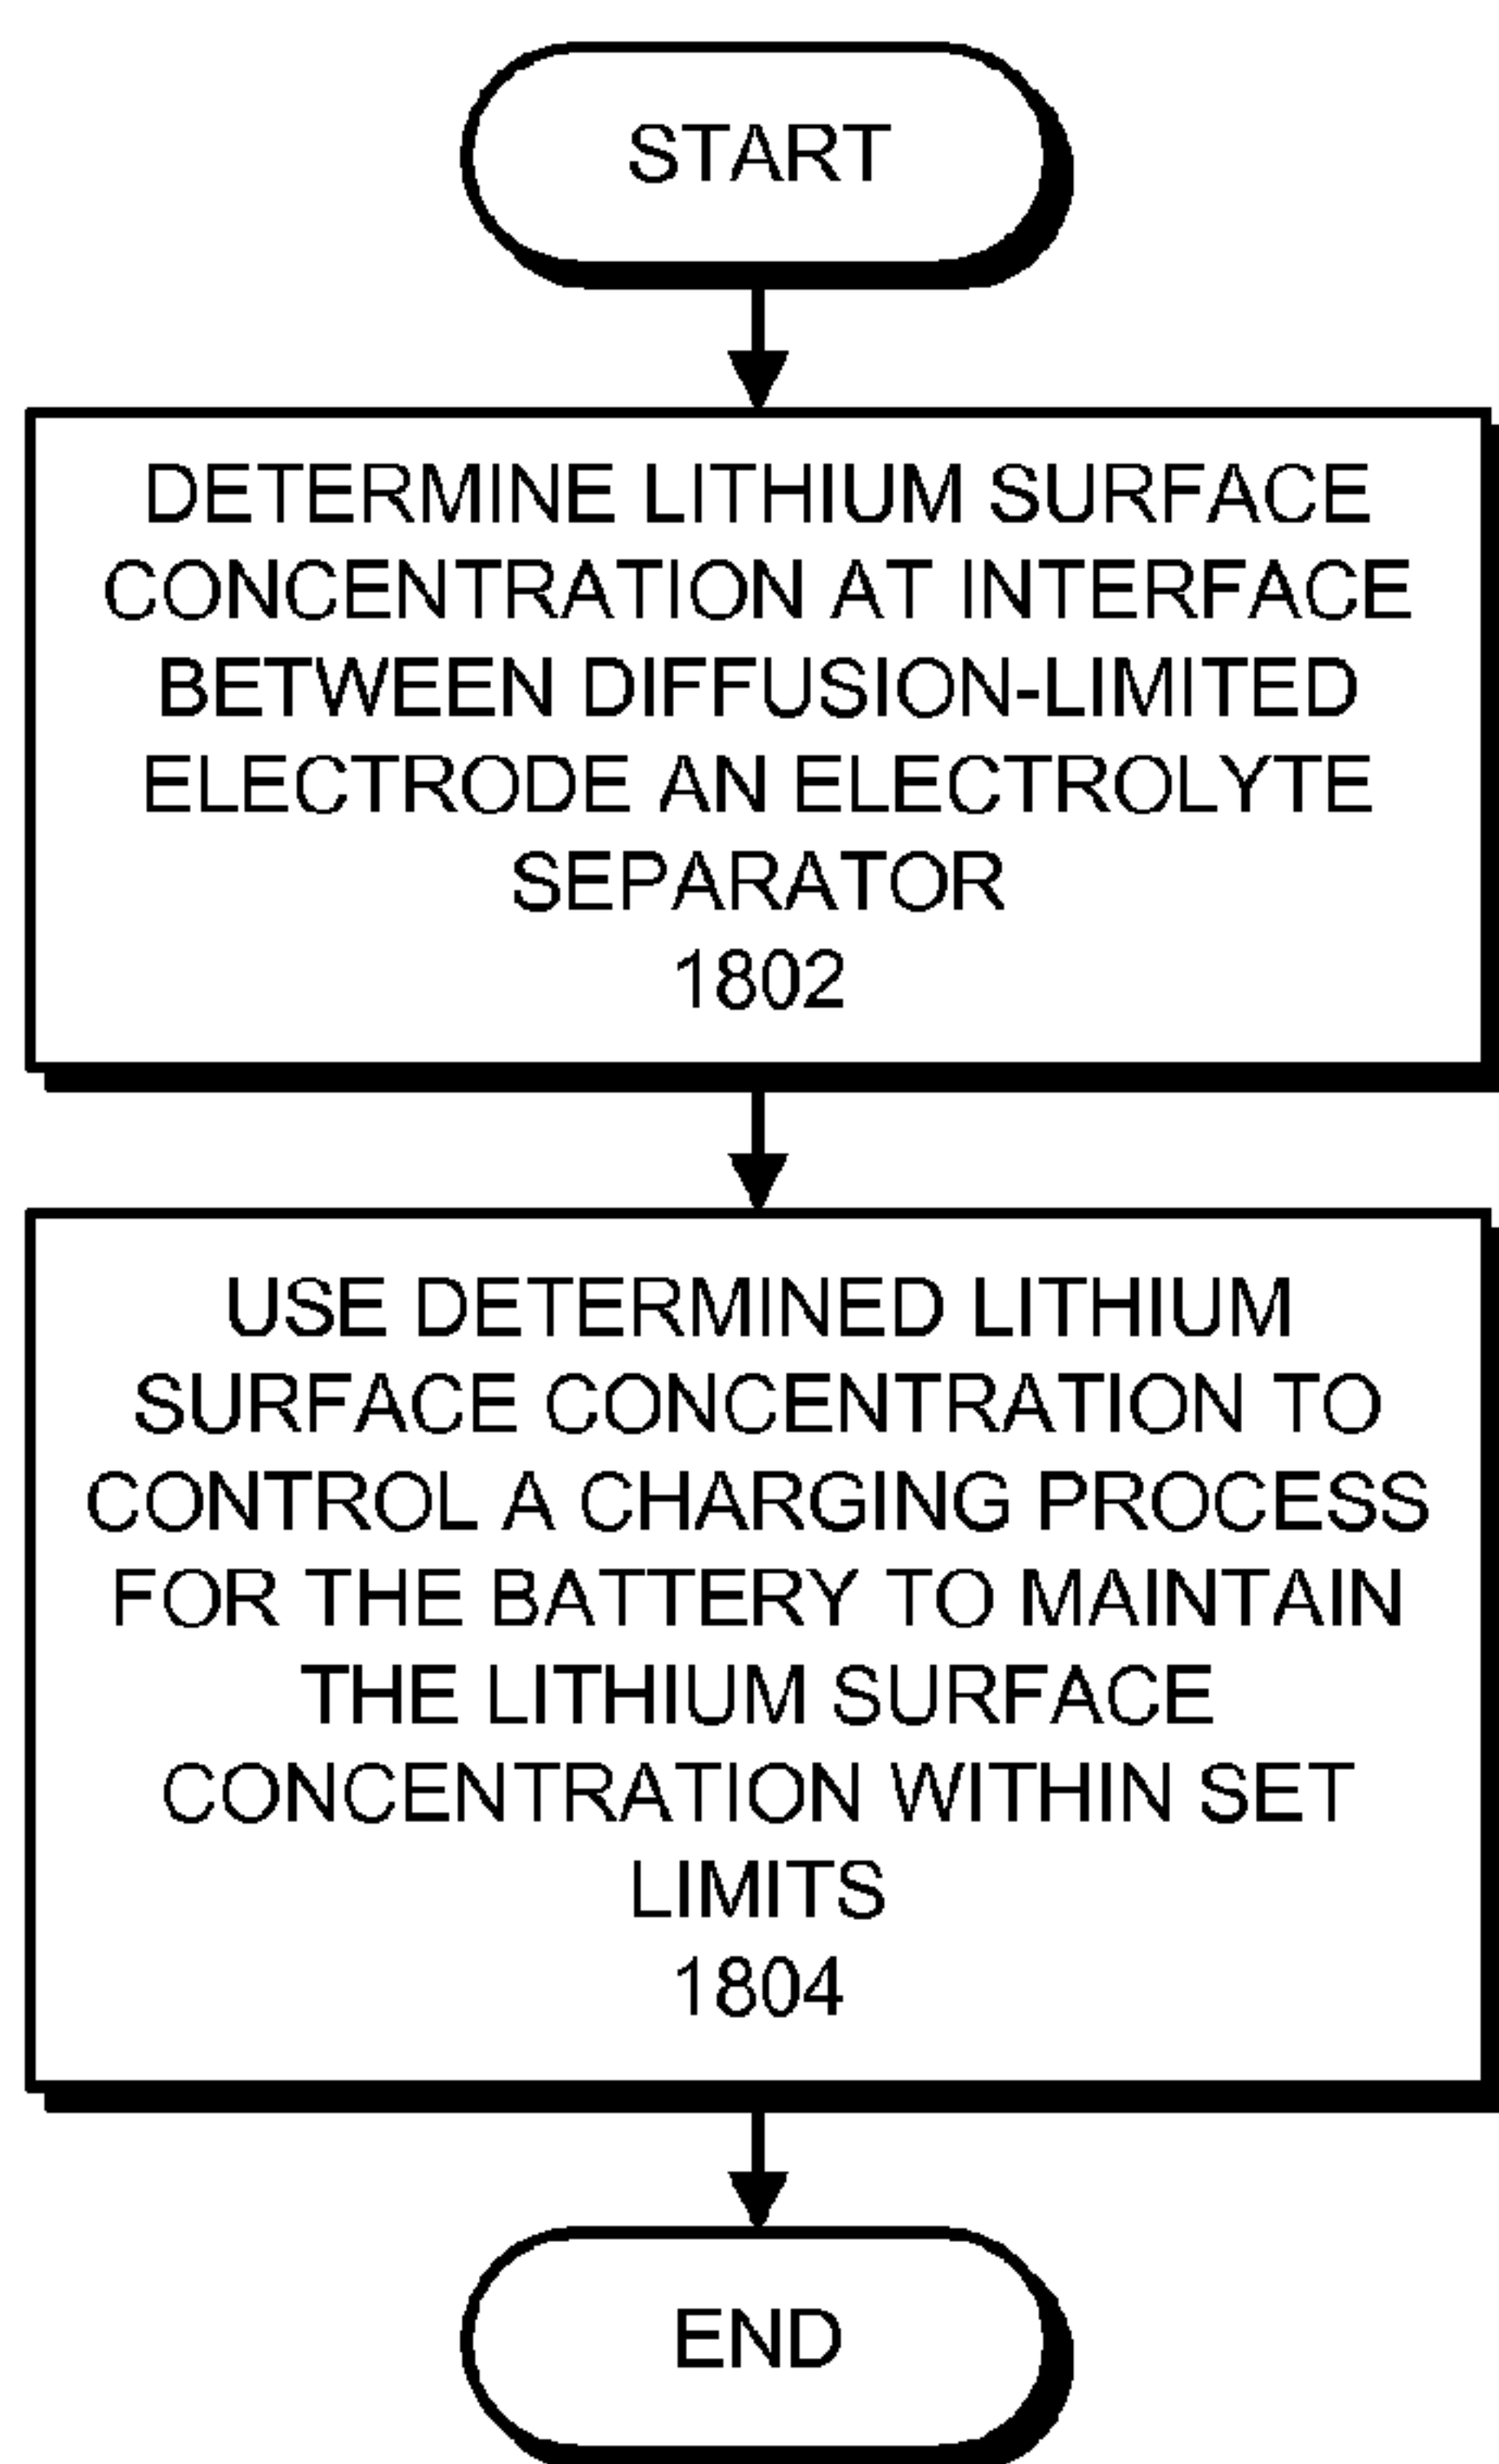 START
DETERMINE LITHIUM SURFACE
CONCENTRATION AT INTERFACE
BETWEEN DIFFUSION-LIMITED
ELECTRODE AN ELECTROLYTE
SEPARATOR
1802
USE DETERMINED LITHIUM
SURFACE CONCENTRATION TO
CONTROL A CHARGING PROCESS
FOR THE BATTERY TO MAINTAIN
THE LITHIUM SURFACE
CONCENTRATION WITHIN SET
LIMITS
1804
END